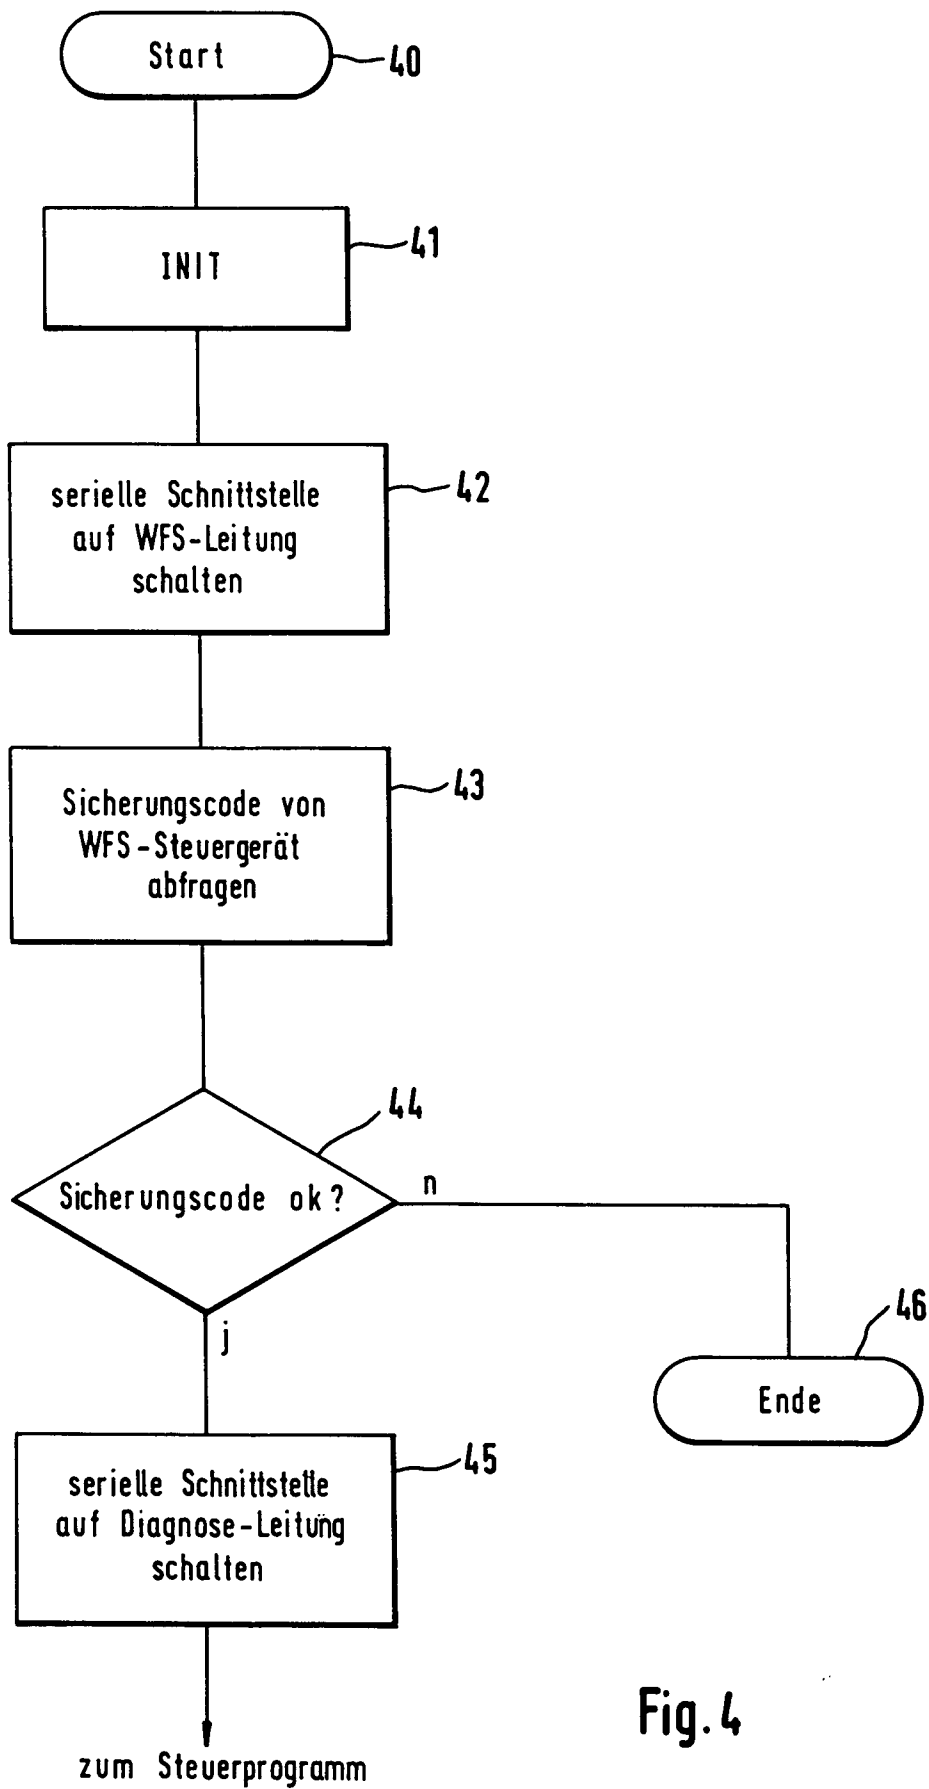 Start
40
INIT
41
serielle Schnittstelle
auf WFS-Leitung
schalten
42
Sicherungscode von
WFS-Steuergerät
abfragen
43
44
Sicherungscode ok?
n
j
46
Ende
serielle Schnittstelle
auf Diagnose-Leitung
schalten
45
zum Steuerprogramm
Fig. 4